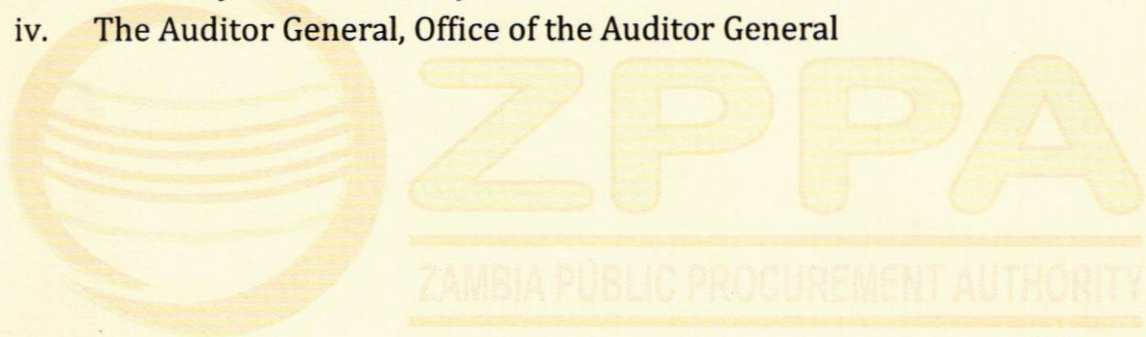 iv. The Auditor General, Office of the Auditor General
ZPPA
ZAMBIA PUBLIC PROCUREMENT AUTHORITY